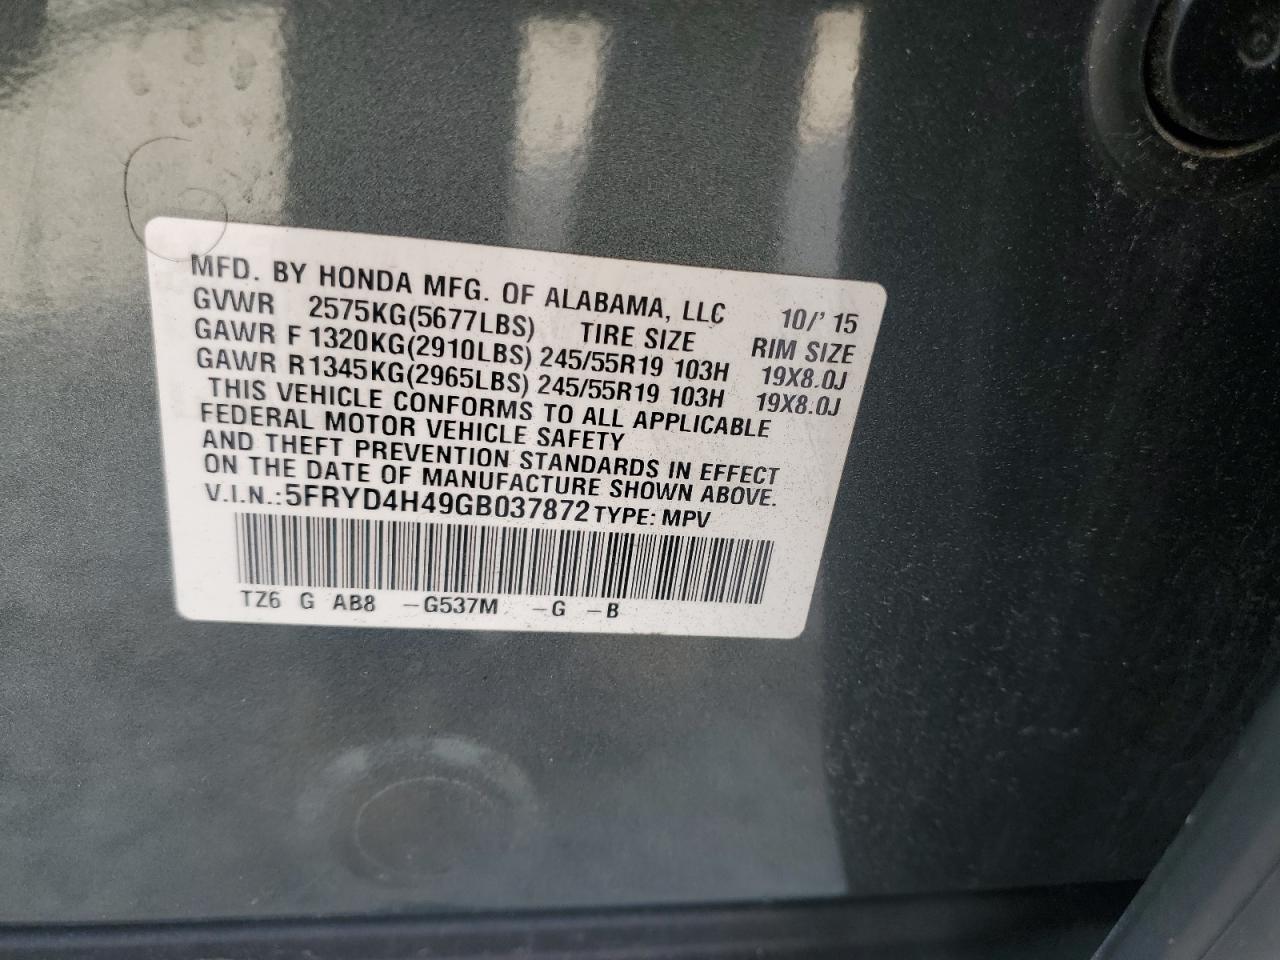 MFD. BY HONDA MFG. OF ALABAMA, LLC 10/' 15
GVWR 2575KG(5677LBS) TIRE SIZE RIM SIZE
GAWR F 1320KG(2910LBS) 245/55R19 103H 19X8.0J
GAWR R1345KG(2965LBS) 245/55R19 103H 19X8.0J
THIS VEHICLE CONFORMS TO ALL APPLICABLE
FEDERAL MOTOR VEHICLE SAFETY
AND THEFT PREVENTION STANDARDS IN EFFECT
ON THE DATE OF MANUFACTURE SHOWN ABOVE.
V.I.N.:5FRYD4H49GB037872 TYPE: MPV
TZ6 G AB8 -G537M -G -B